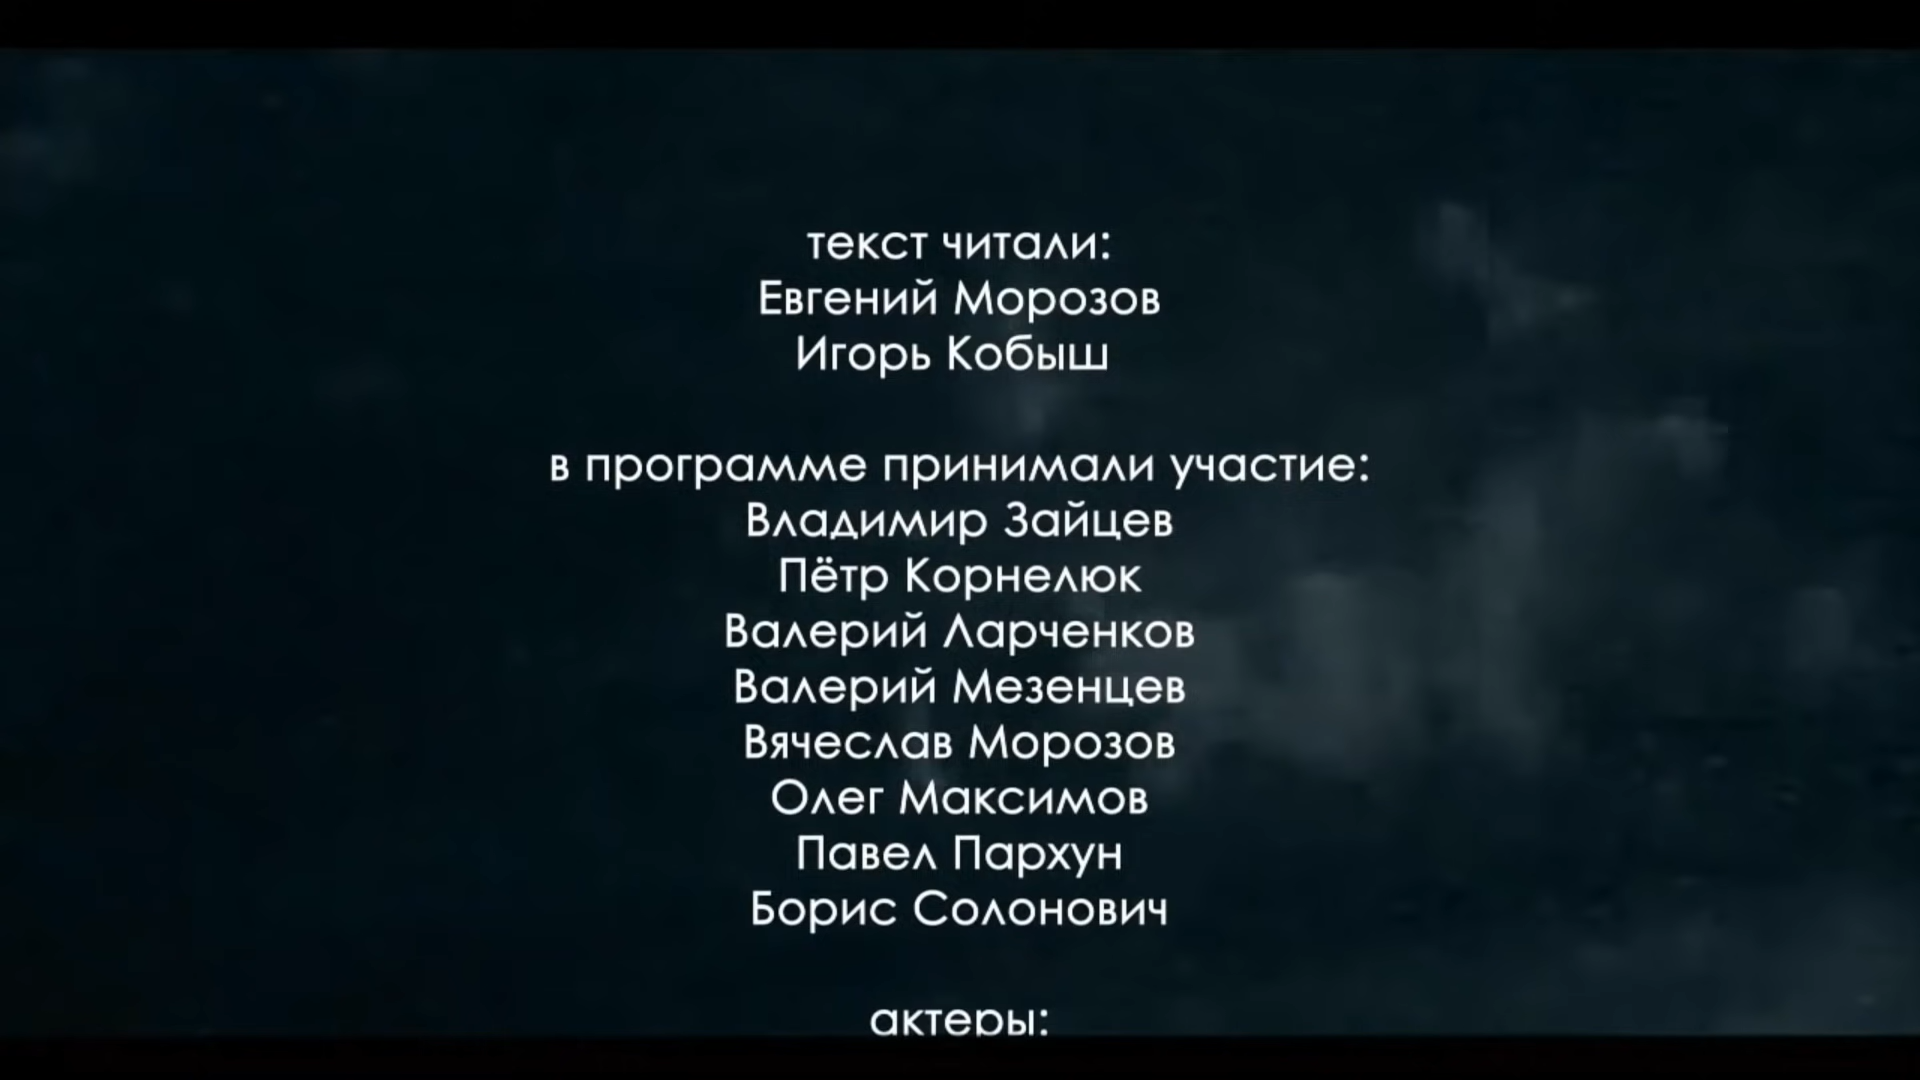 текст читали:
Евгений Морозов
Игорь Кобыш
в программе принимали участие:
Владимир Зайцев
Пётр Корнелюк
Валерий Ларченков
Валерий Мезенцев
Вячеслав Морозов
Олег Максимов
Павел Пархун
Борис Солонович
актеры: